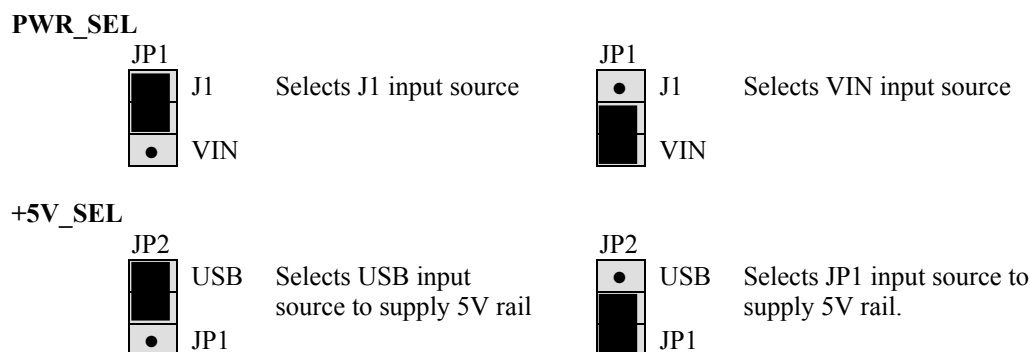 PWR_SEL
JP1
J1 Selects J1 input source
VIN
JP1
J1 Selects VIN input source
VIN
+5V_SEL
JP2
USB Selects USB input
source to supply 5V rail
JP1
JP2
USB Selects JP1 input source to
supply 5V rail.
JP1